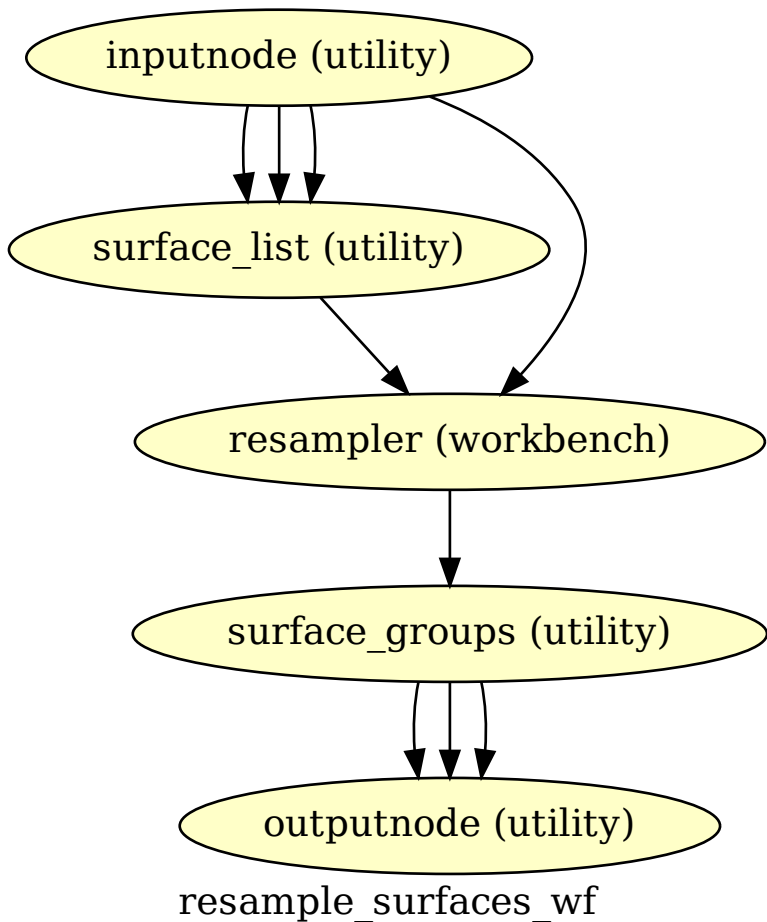 inputnode (utility)
surface_list (utility)
resampler (workbench)
surface_groups (utility)
outputnode (utility)
resample_surfaces_wf